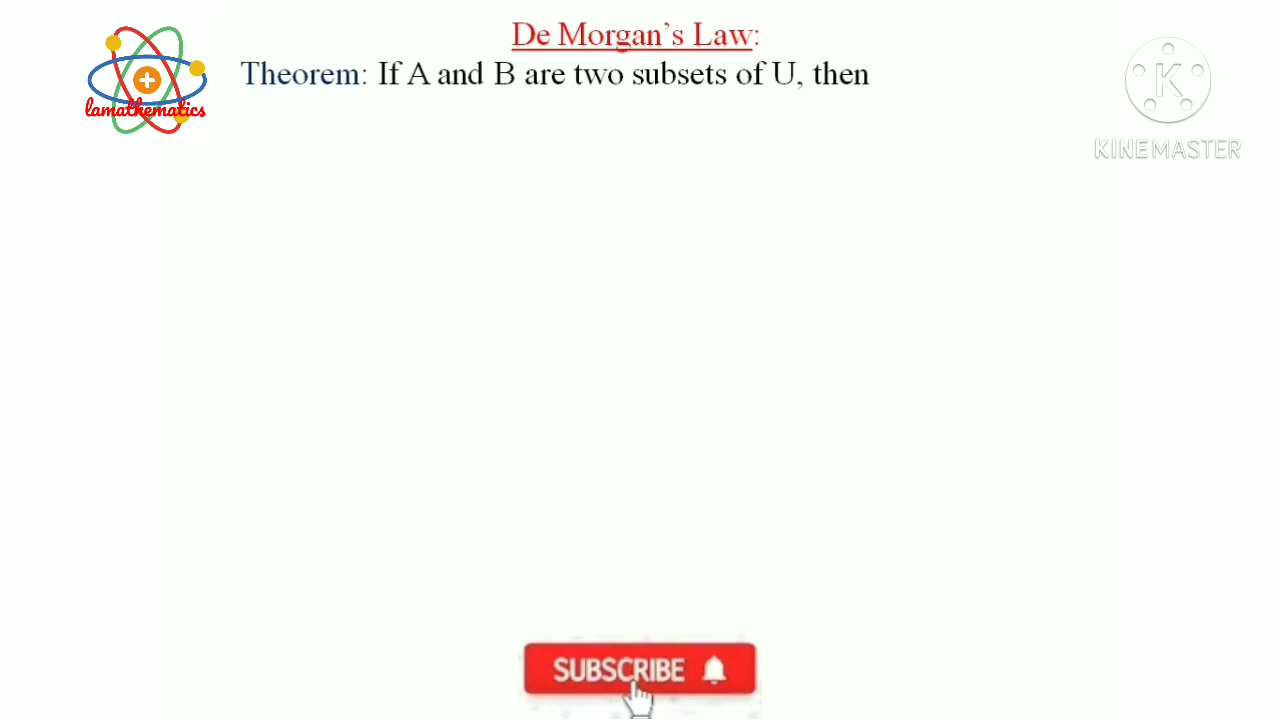 De Morgan's Law:
Theorem: If A and B are two subsets of U, then
lamathematics
K
KINEMASTER
SUBSCRIBE